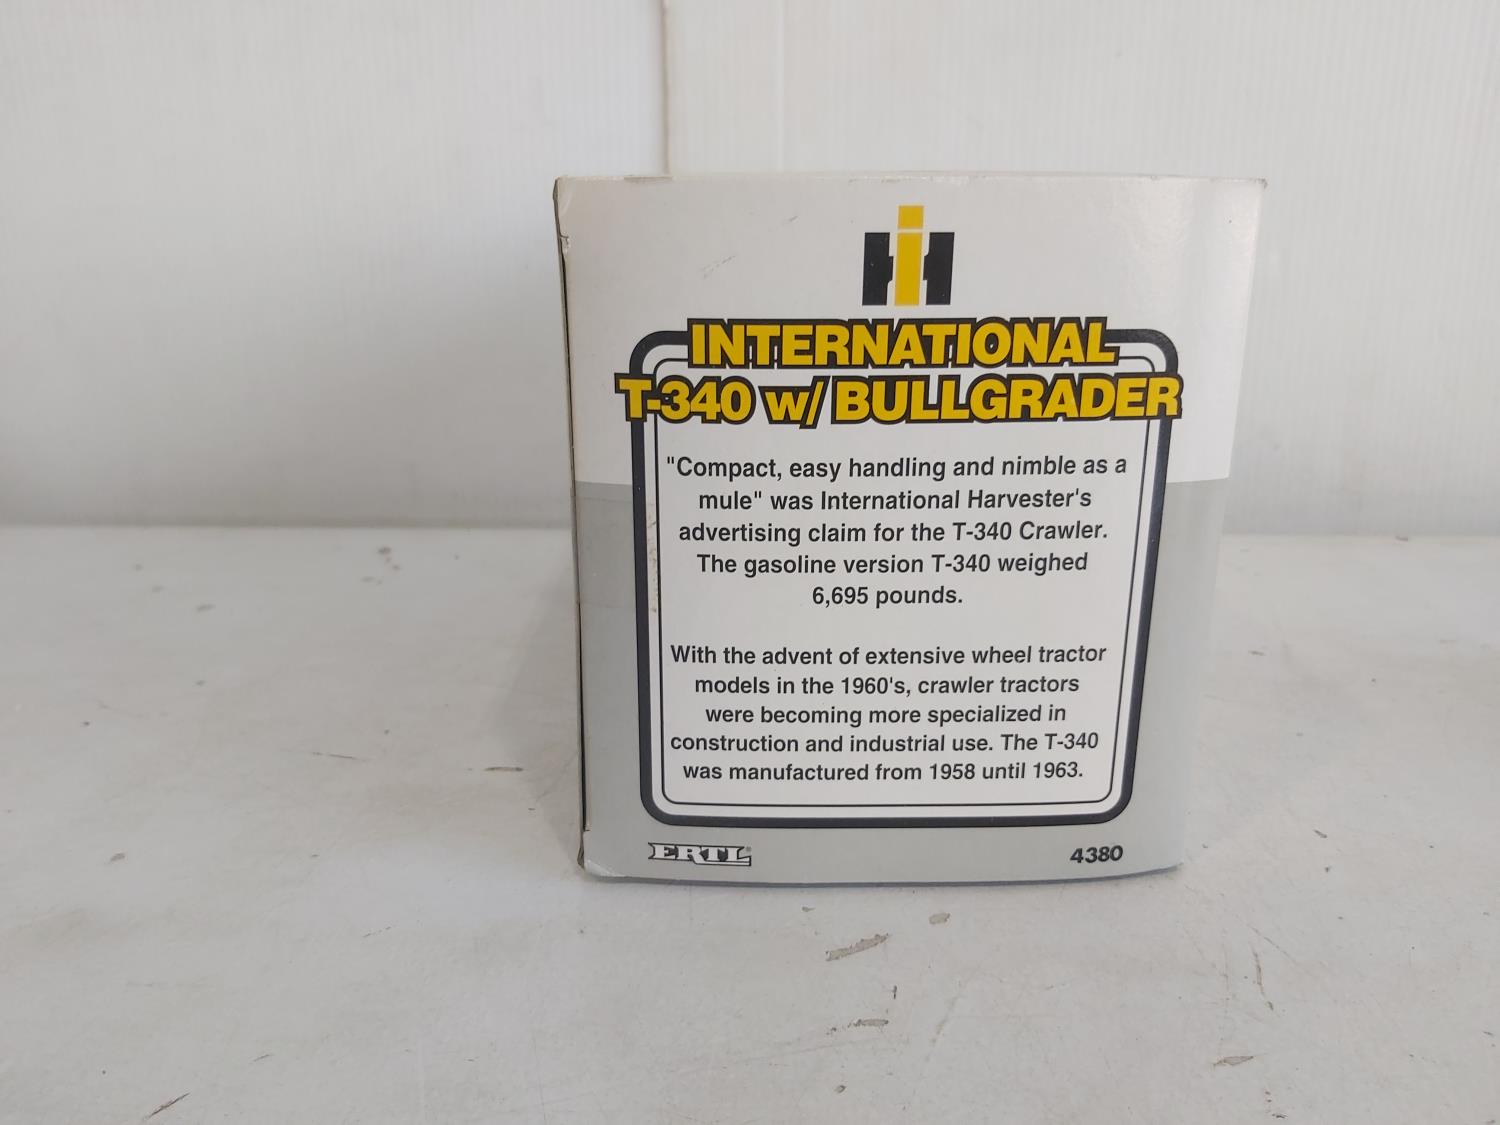 IH
INTERNATIONAL
T-340 w/ BULLGRADER
"Compact, easy handling and nimble as a
mule" was International Harvester's
advertising claim for the T-340 Crawler.
The gasoline version T-340 weighed
6,695 pounds.
With the advent of extensive wheel tractor
models in the 1960's, crawler tractors
were becoming more specialized in
construction and industrial use. The T-340
was manufactured from 1958 until 1963.
ERTL
4380